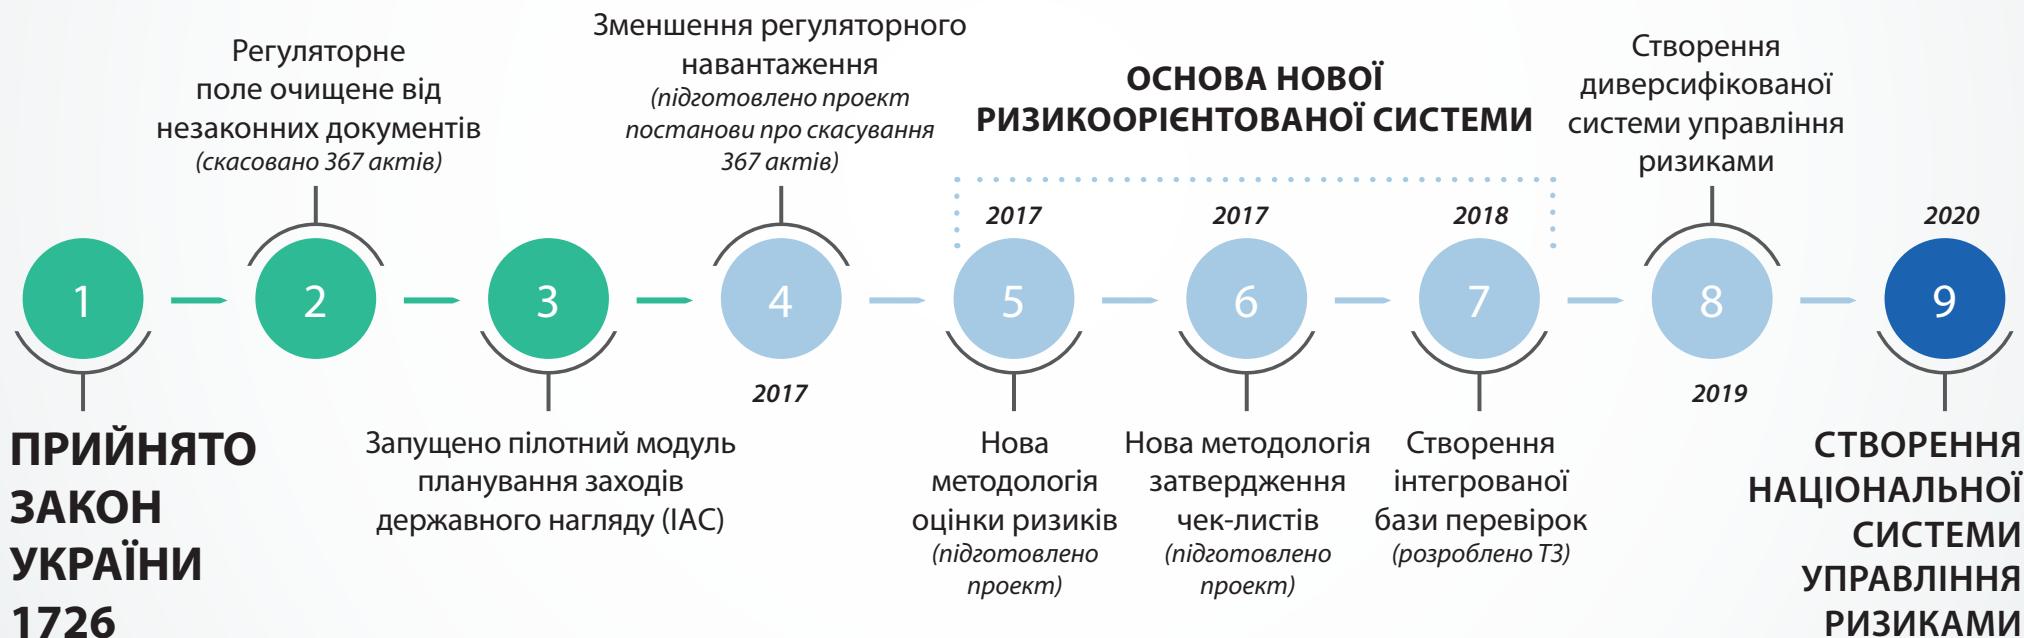 Регуляторне
поле очищене від
незаконних документів
(скасовано 367 актів)
Зменшення регуляторного
навантаження
(підготовлено проект
постанови про скасування
367 актів)
ОСНОВА НОВОЇ
РИЗИКООРІЄНТОВАНОЇ СИСТЕМИ
Створення
диверсифікованої
системи управління
ризиками
2017
2017
2018
2020
1
2
3
4
5
6
7
8
9
2017
2019
ПРИЙНЯТО
ЗАКОН
УКРАЇНИ
1726
Запущено пілотний модуль
планування заходів
державного нагляду (ІАС)
Нова
методологія
оцінки ризиків
(підготовлено
проект)
Нова методологія
затвердження
чек-листів
(підготовлено
проект)
Створення
інтегрованої
бази перевірок
(розроблено ТЗ)
СТВОРЕННЯ
НАЦІОНАЛЬНОЇ
СИСТЕМИ
УПРАВЛІННЯ
РИЗИКАМИ